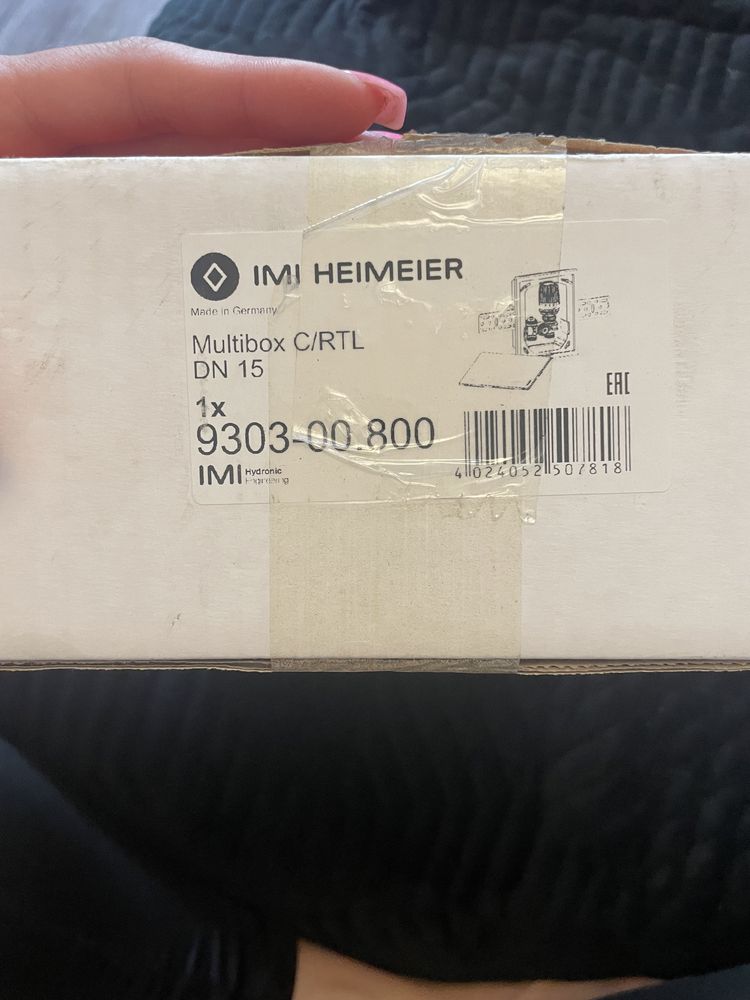 IMI HEIMEIER
Made in Germany
Multibox C/RTL
DN 15
EAC
1x
9303-00.800
4 024052 507818
IMI Hydronic
Engineering